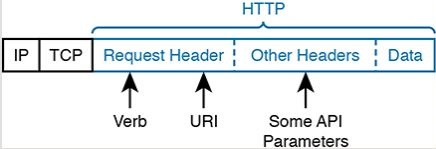 HTTP
IP TCP Request Header Other Headers Data
Verb URI Some API
Parameters